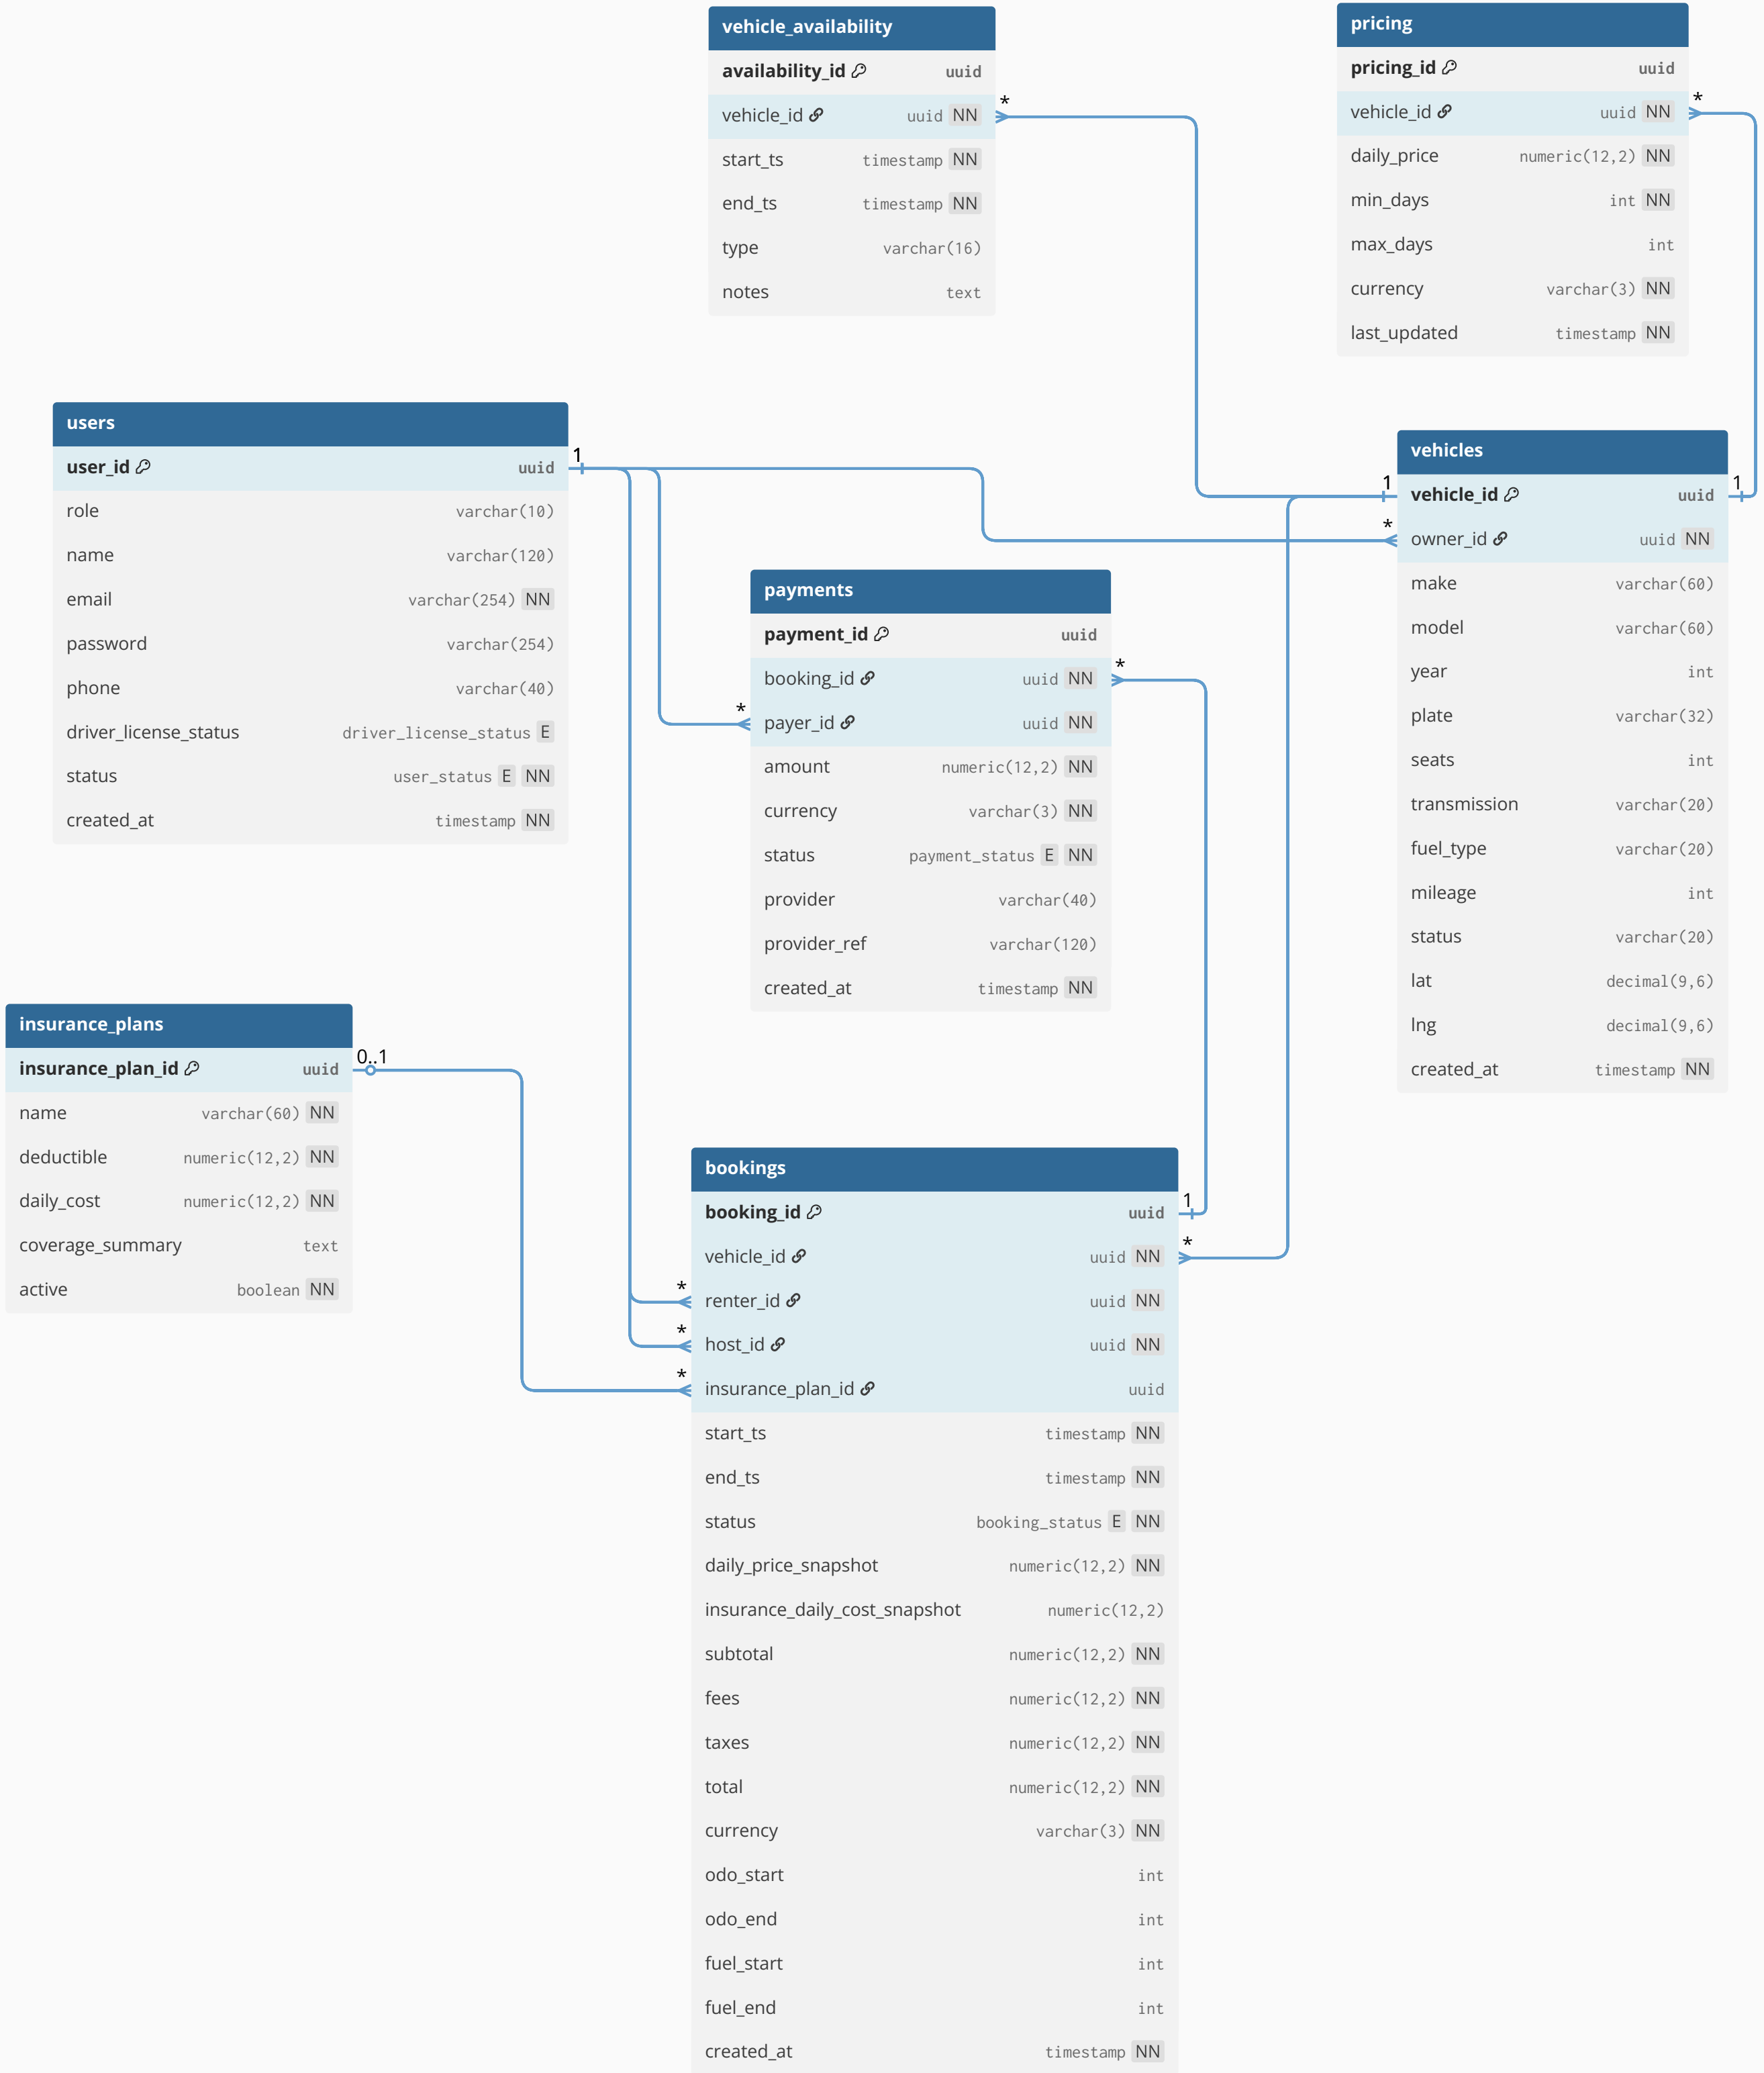 vehicle_availability
availability_id uuid
vehicle_id uuid NN
start_ts timestamp NN
end_ts timestamp NN
type varchar(16)
notes text
*
pricing
pricing_id uuid
vehicle_id uuid NN
daily_price numeric(12,2) NN
min_days int NN
max_days int
currency varchar(3) NN
last_updated timestamp NN
*
users
user_id uuid
role varchar(10)
name varchar(120)
email varchar(254) NN
password varchar(254)
phone varchar(40)
driver_license_status driver_license_status E
status user_status E NN
created_at timestamp NN
1
vehicles
1 vehicle_id uuid 1
* owner_id uuid NN
make varchar(60)
model varchar(60)
year int
plate varchar(32)
seats int
transmission varchar(20)
fuel_type varchar(20)
mileage int
status varchar(20)
lat decimal(9,6)
lng decimal(9,6)
created_at timestamp NN
payments
payment_id uuid
booking_id uuid NN *
* payer_id uuid NN
amount numeric(12,2) NN
currency varchar(3) NN
status payment_status E NN
provider varchar(40)
provider_ref varchar(120)
created_at timestamp NN
insurance_plans
insurance_plan_id uuid 0..1
name varchar(60) NN
deductible numeric(12,2) NN
daily_cost numeric(12,2) NN
coverage_summary text
active boolean NN
bookings
booking_id uuid 1
vehicle_id uuid NN *
* renter_id uuid NN
* host_id uuid NN
* insurance_plan_id uuid
start_ts timestamp NN
end_ts timestamp NN
status booking_status E NN
daily_price_snapshot numeric(12,2) NN
insurance_daily_cost_snapshot numeric(12,2)
subtotal numeric(12,2) NN
fees numeric(12,2) NN
taxes numeric(12,2) NN
total numeric(12,2) NN
currency varchar(3) NN
odo_start int
odo_end int
fuel_start int
fuel_end int
created_at timestamp NN